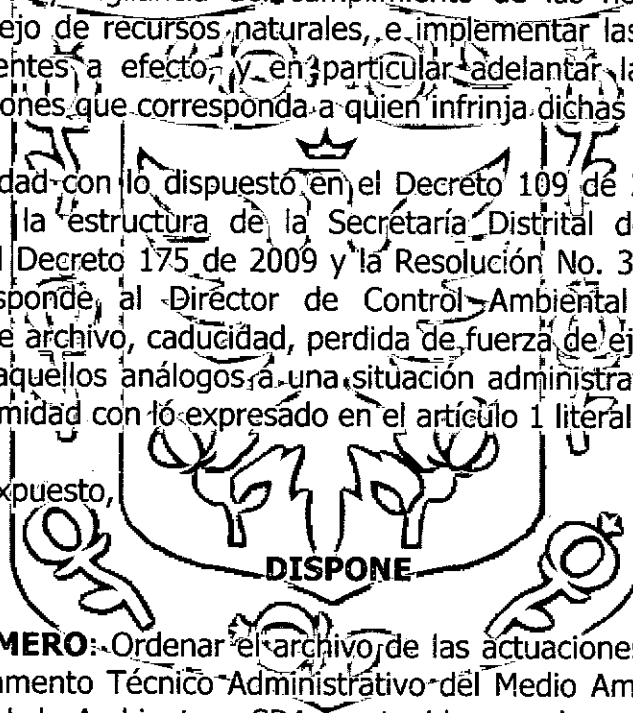 ejo de recursos naturales, e implementar las
entes a efecto, y en particular adelantar la
ones que corresponda a quien infrinja dichas
dad con lo dispuesto en el Decreto 109 de
la estructura de la Secretaría Distrital d
Decreto 175 de 2009 y la Resolución No. 3
sponde al Director de Control Ambiental
e archivo, caducidad, perdida de fuerza de ej
aquellos análogos a una situación administra
midad con lo expresado en el artículo 1 literal
xpuesto,
DISPONE
MERO: Ordenar el archivo de las actuacione
amento Técnico Administrativo del Medio Am